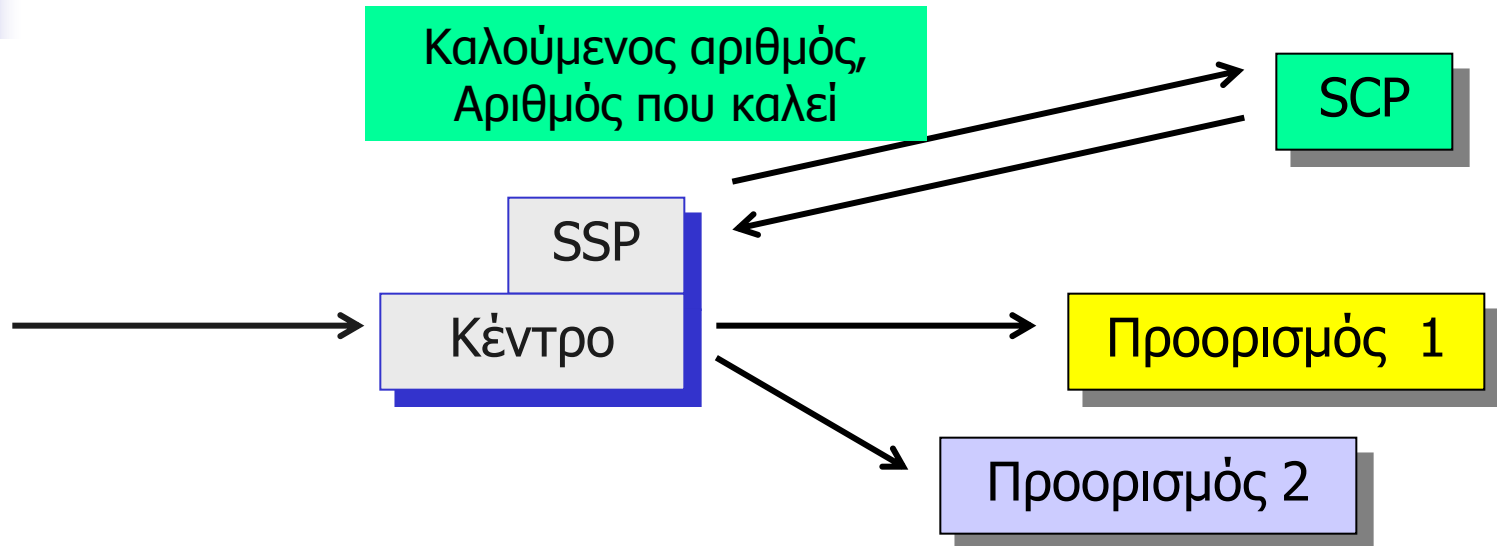 Καλούμενος αριθμός,
Αριθμός που καλεί
SCP
SSP
Κέντρο
Προορισμός 1
Προορισμός 2